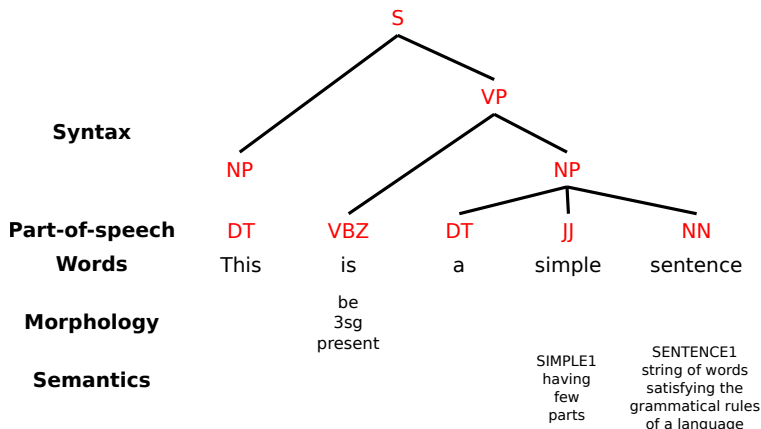 S
VP
Syntax
NP NP
Part-of-speech DT VBZ DT JJ NN
Words This is a simple sentence
be
Morphology 3sg
present
SIMPLE1 SENTENCE1
having string of words
Semantics few satisfying the
parts grammatical rules
of a language